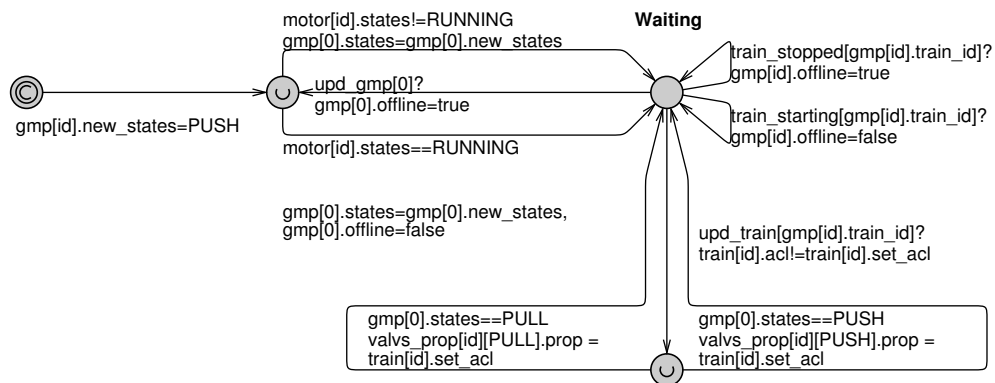 motor[id].states!=RUNNING
gmp[0].states=gmp[0].new_states
Waiting
train_stopped[gmp[id].train_id]?
gmp[id].offline=true
upd_gmp[0]?
gmp[0].offline=true
gmp[id].new_states=PUSH
train_starting[gmp[id].train_id]?
gmp[id].offline=false
motor[id].states==RUNNING
gmp[0].states=gmp[0].new_states,
gmp[0].offline=false
upd_train[gmp[id].train_id]?
train[id].acl!=train[id].set_acl
gmp[0].states==PULL
valvs_prop[id][PULL].prop =
train[id].set_acl
gmp[0].states==PUSH
valvs_prop[id][PUSH].prop =
train[id].set_acl